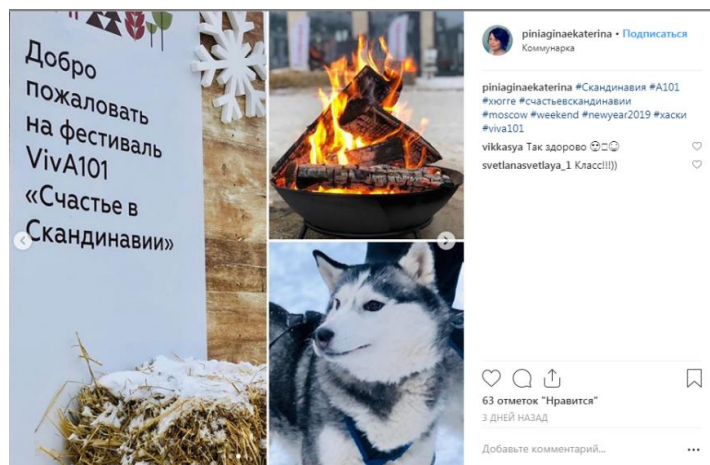 Добро
пожаловать
на фестиваль
VivA101
«Счастье в
Скандинавии»
piniaginaekaterina • Подписаться
Коммунарка
piniaginaekaterina #Скандинавия #А101
#хюгге #счастьевскандинавии
#moscow #weekend #newyear2019 #хаски
#viva101
vikkasya Так здорово
svetlanasvetlaya_1 Класс!!!))
63 отметок "Нравится"
3 ДНЕЙ НАЗАД
Добавьте комментарий...